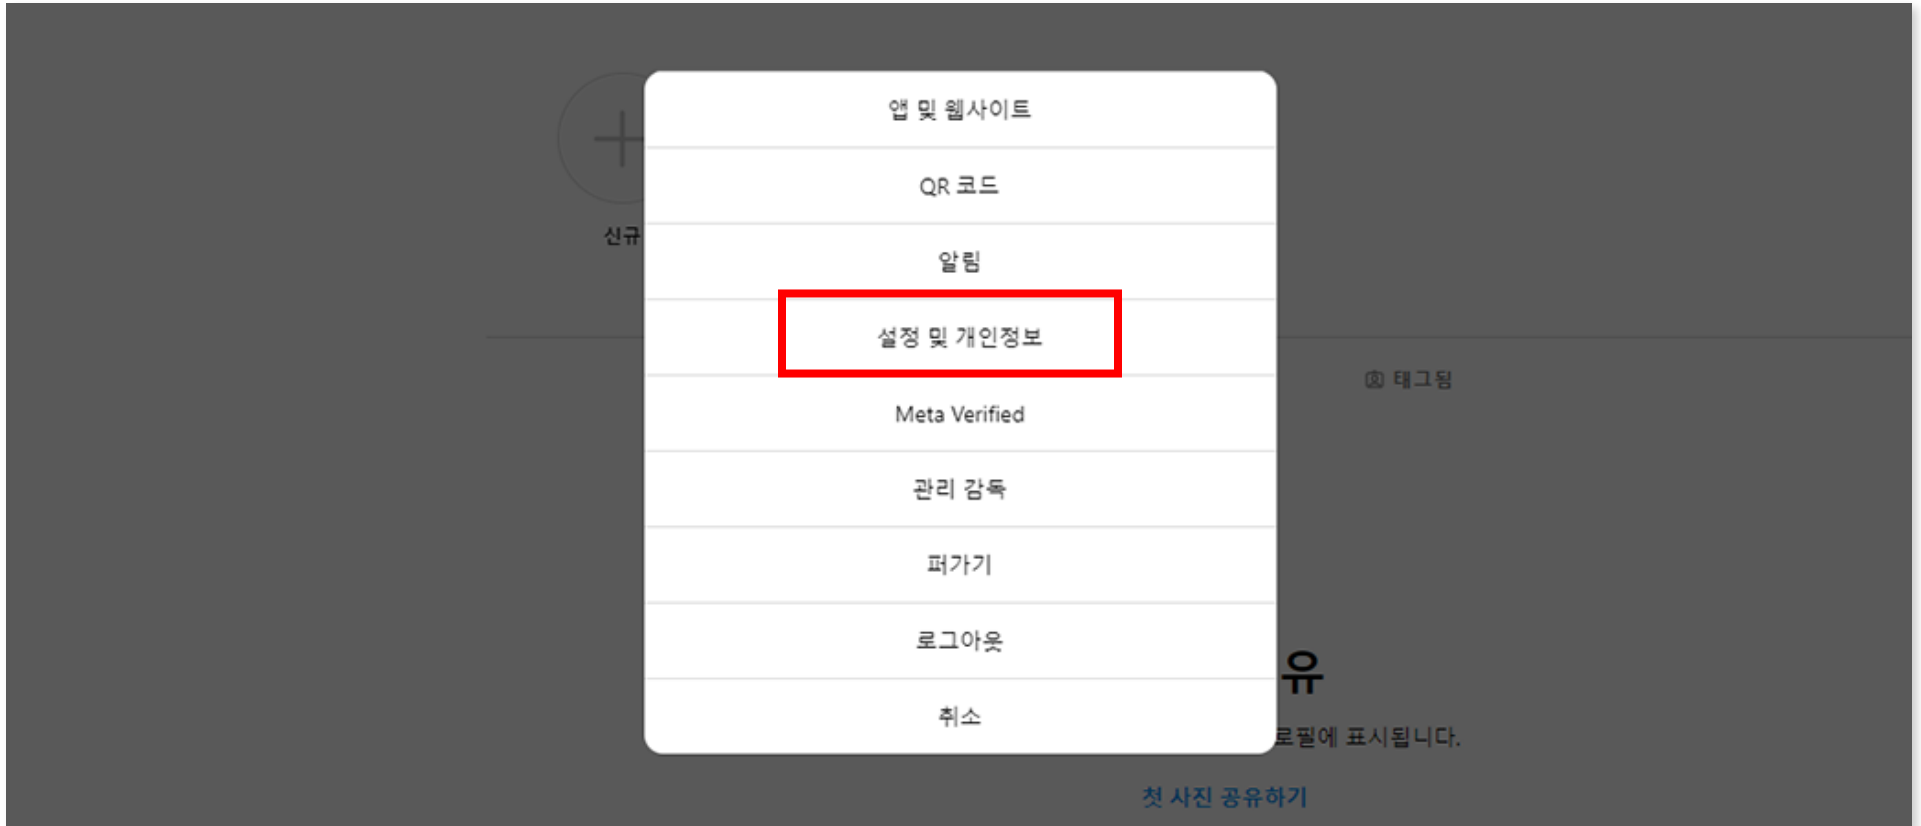 앱 및 웹사이트
QR 코드
신규
알림
설정 및 개인정보
태그됨
Meta Verified
관리 감독
퍼가기
로그아웃
유
취소
로필에 표시됩니다.
첫 사진 공유하기